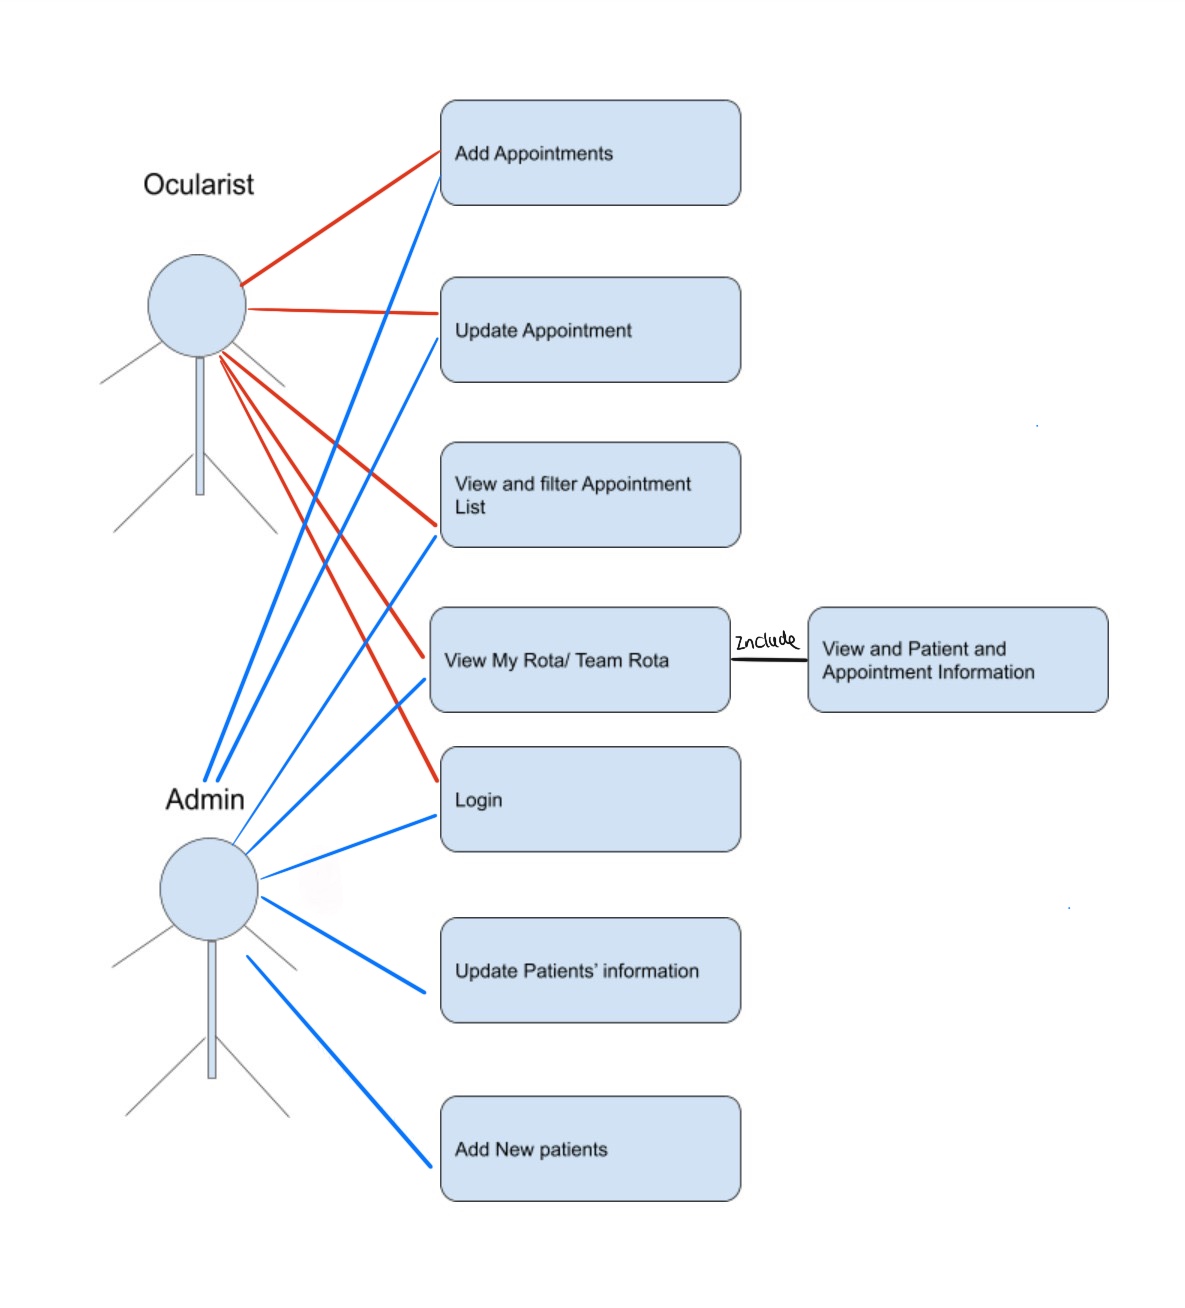 Ocularist
Add Appointments
Update Appointment
View and filter Appointment
List
View My Rota/ Team Rota
Include
View and Patient and
Appointment Information
Admin
Login
Update Patients’ information
Add New patients